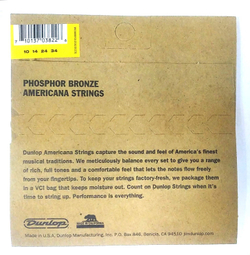 7 10137 03822 6
10 14 24 34
PHOSPHOR BRONZE
AMERICANA STRINGS
Dunlop Americana Strings capture the sound and feel of America's finest
musical traditions. We meticulously balance every set to give you a range
of rich, full tones and a comfortable feel that lets the notes flow freely
from your fingertips. To keep your strings factory-fresh, we package them
in a VCI bag that keeps moisture out. Count on Dunlop Strings when it's
time to string up. Performance is everything.
Dunlop
Made in U.S.A. Dunlop Manufacturing, Inc. P.O. Box 846, Benicia, CA 94510 jimdunlop.com